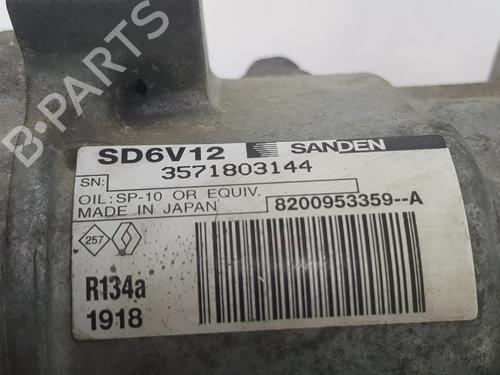 SD6V12 SANDEN
SN: 3571803144
OIL:SP-10 OR EQUIV.
MADE IN JAPAN 8200953359--A
257
R134a
1918
B-PARTS